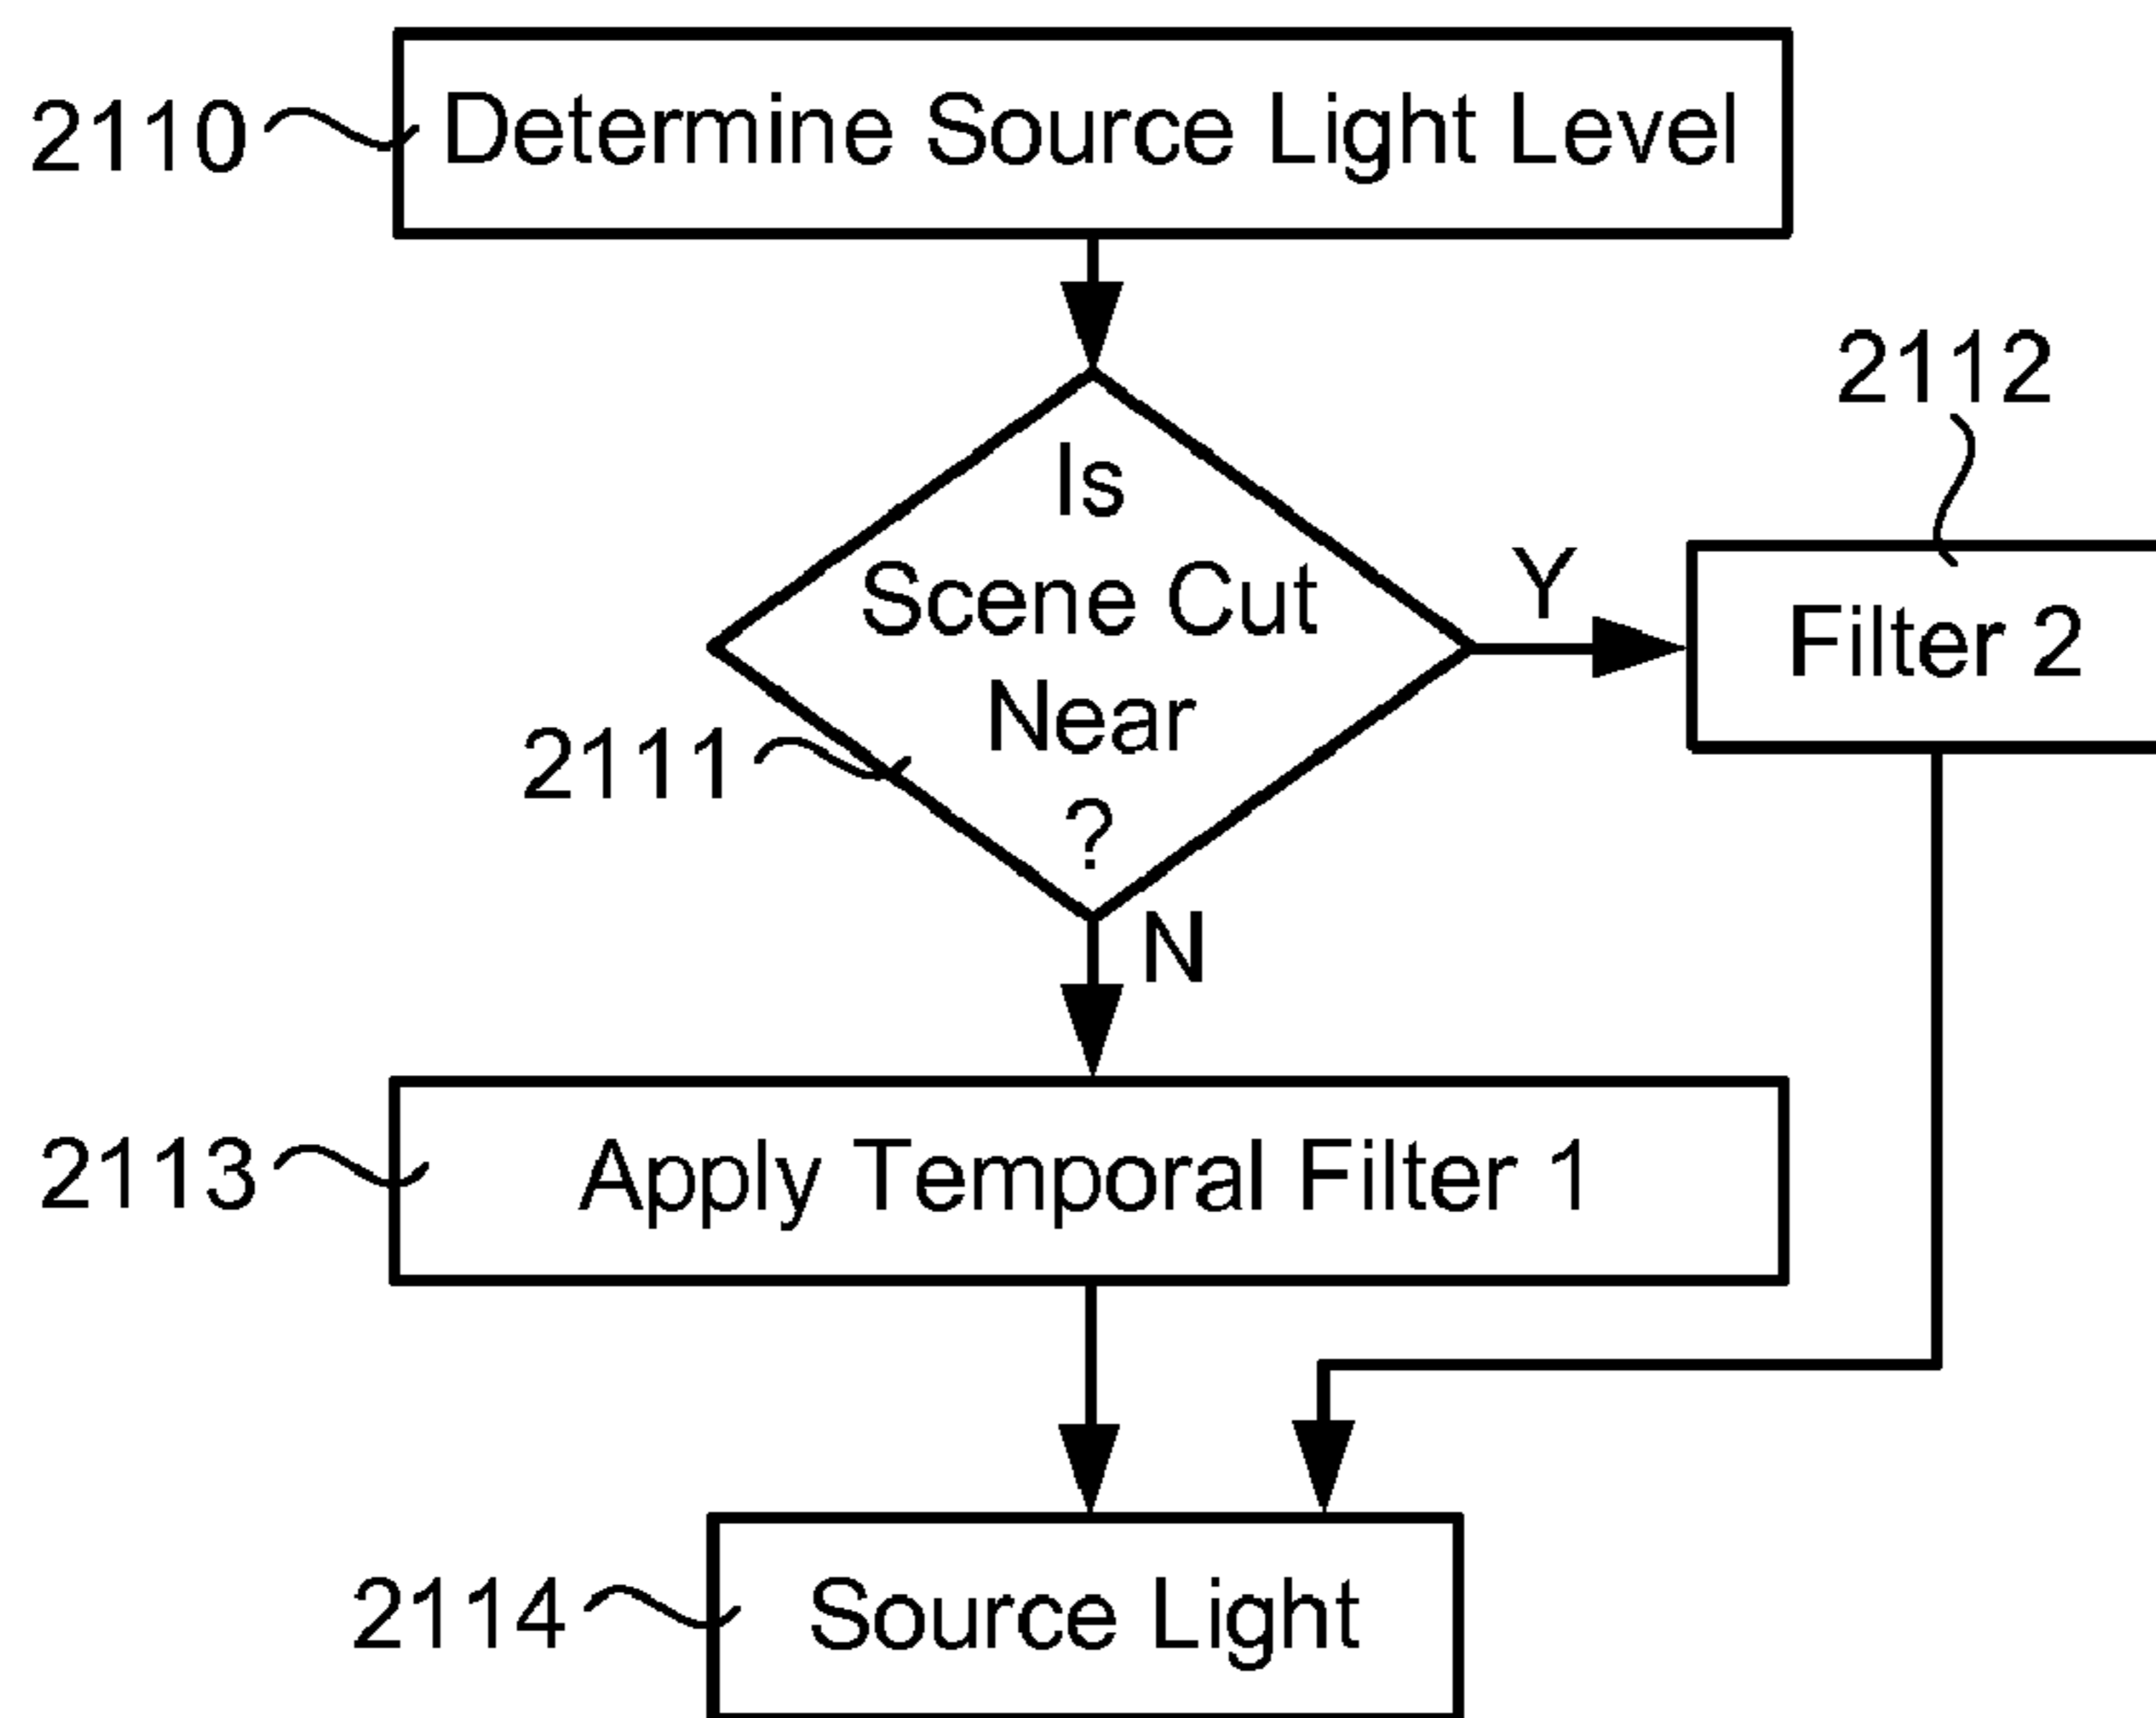 2110 Determine Source Light Level
2112
Is
Scene Cut
Near
?
Y
Filter 2
2111
N
2113 Apply Temporal Filter 1
2114 Source Light